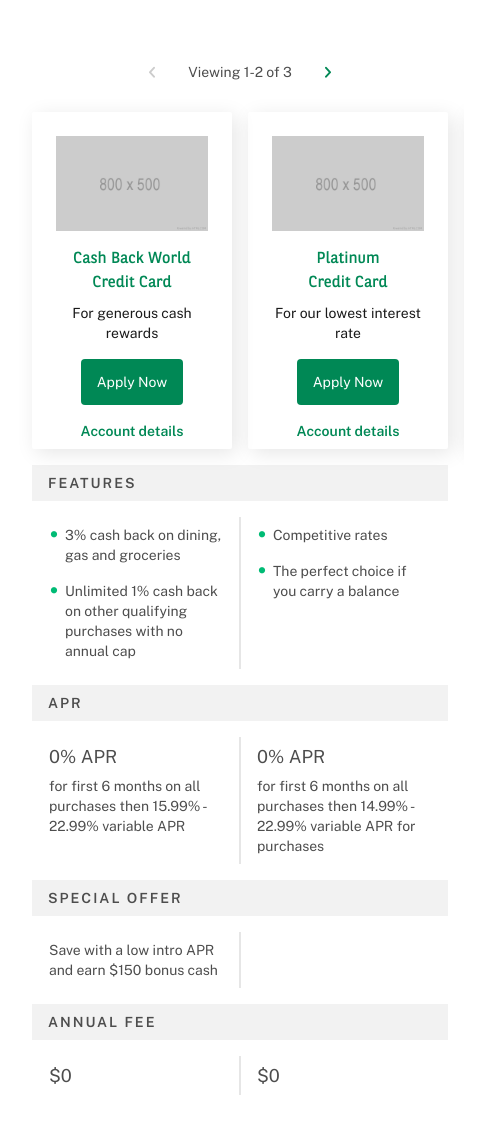 Viewing 1-2 of 3
800 x 500
Cash Back World
Credit Card
For generous cash
rewards
Apply Now
Account details
800 x 500
Platinum
Credit Card
For our lowest interest
rate
Apply Now
Account details
FEATURES
3% cash back on dining,
gas and groceries
Unlimited 1% cash back
on other qualifying
purchases with no
annual cap
Competitive rates
The perfect choice if
you carry a balance
APR
0% APR
for first 6 months on all
purchases then 15.99% -
22.99% variable APR
0% APR
for first 6 months on all
purchases then 14.99% -
22.99% variable APR for
purchases
SPECIAL OFFER
Save with a low intro APR
and earn $150 bonus cash
ANNUAL FEE
$0
$0